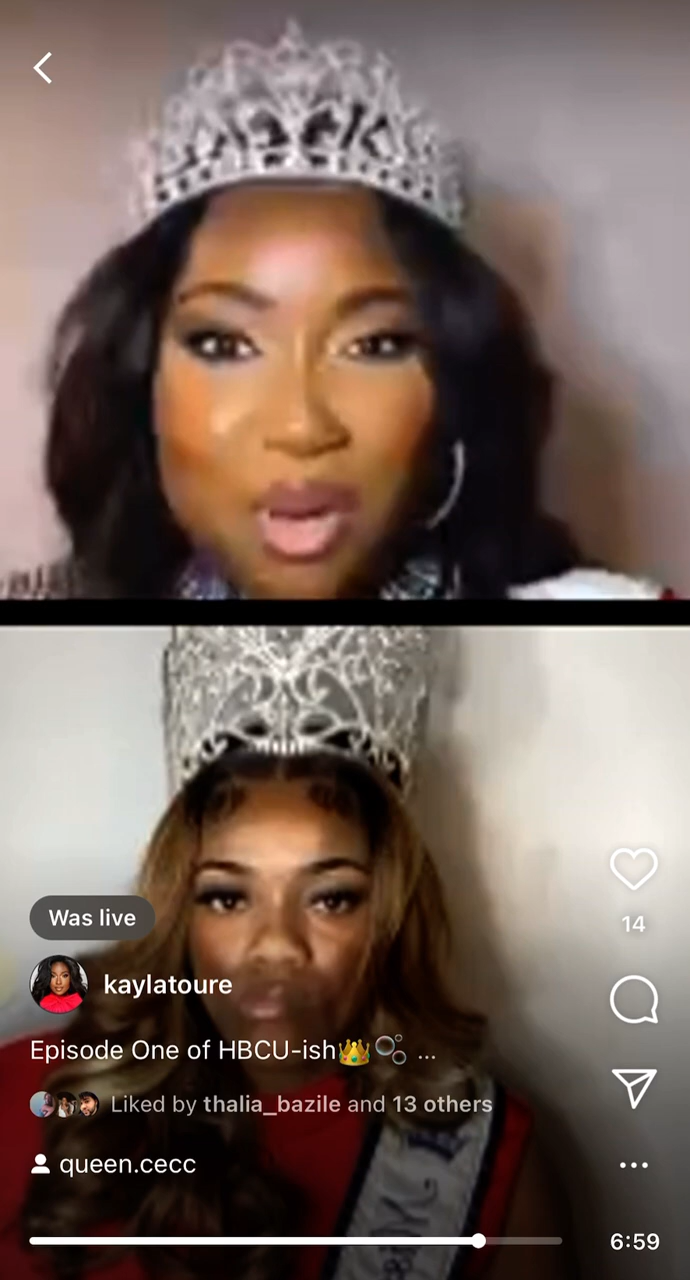 Was live
kaylatoure
Episode One of HBCU-ish👑🫧 ...
Liked by thalia_bazile and 13 others
queen.cecc
14
6:59